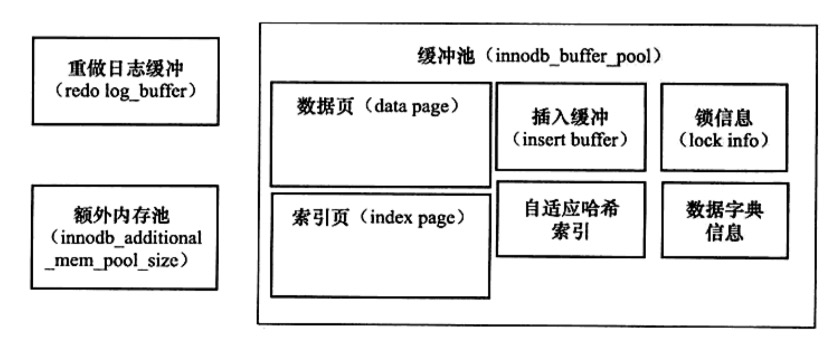 重做日志缓冲
（redo log_buffer）
额外内存池
（innodb_additional
_mem_pool_size）
缓冲池（innodb_buffer_pool）
数据页（data page）
插入缓冲
（insert buffer）
锁信息
（lock info）
索引页（index page）
自适应哈希
索引
数据字典
信息